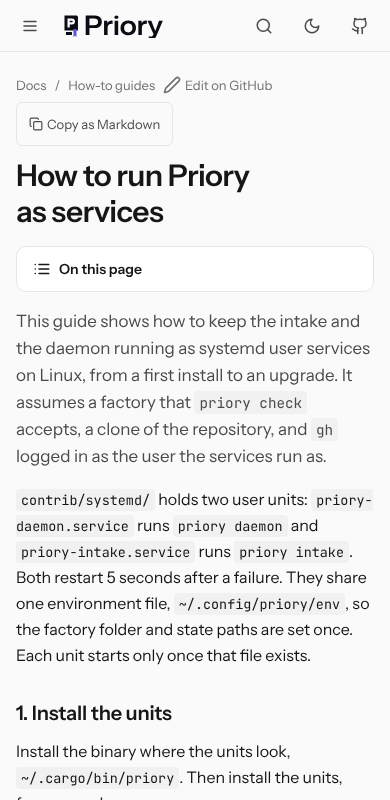 Priory
Docs / How-to guides Edit on GitHub
Copy as Markdown
How to run Priory
as services
On this page
This guide shows how to keep the intake and
the daemon running as systemd user services
on Linux, from a first install to an upgrade. It
assumes a factory that priory check
accepts, a clone of the repository, and gh
logged in as the user the services run as.
contrib/systemd/ holds two user units: priory-
daemon.service runs priory daemon and
priory-intake.service runs priory intake.
Both restart 5 seconds after a failure. They share
one environment file, ~/.config/priory/env, so
the factory folder and state paths are set once.
Each unit starts only once that file exists.
1. Install the units
Install the binary where the units look,
~/.cargo/bin/priory. Then install the units,